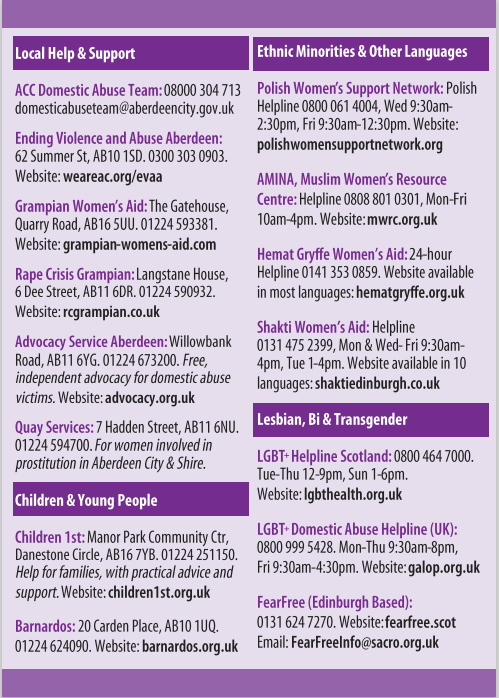 Local Help & Support
ACC Domestic Abuse Team: 08000 304 713
domesticabuseteam@aberdeencity.gov.uk
Ending Violence and Abuse Aberdeen:
62 Summer St, AB10 1SD. 0300 303 0903.
Website: weareac.org/evaa
Grampian Women's Aid: The Gatehouse,
Quarry Road, AB16 5UU. 01224 593381.
Website: grampian-womens-aid.com
Rape Crisis Grampian: Langstane House,
6 Dee Street, AB11 6DR. 01224 590932.
Website: rcgrampian.co.uk
Advocacy Service Aberdeen: Willowbank
Road, AB11 6YG. 01224 673200. Free,
independent advocacy for domestic abuse
victims. Website: advocacy.org.uk
Quay Services: 7 Hadden Street, AB11 6NU.
01224 594700. For women involved in
prostitution in Aberdeen City & Shire.
Children & Young People
Children 1st: Manor Park Community Ctr,
Danestone Circle, AB16 7YB. 01224 251150.
Help for families, with practical advice and
support. Website: children1st.org.uk
Barnardos: 20 Carden Place, AB10 1UQ.
01224 624090. Website: barnardos.org.uk
Ethnic Minorities & Other Languages
Polish Women's Support Network: Polish
Helpline 0800 061 4004, Wed 9:30am-
2:30pm, Fri 9:30am-12:30pm. Website:
polishwomensupportnetwork.org
AMINA, Muslim Women's Resource
Centre: Helpline 0808 801 0301, Mon-Fri
10am-4pm. Website: mwrc.org.uk
Hemat Gryffe Women's Aid: 24-hour
Helpline 0141 353 0859. Website available
in most languages: hematgryffe.org.uk
Shakti Women's Aid: Helpline
0131 475 2399, Mon & Wed- Fri 9:30am-
4pm, Tue 1-4pm. Website available in 10
languages: shaktiedinburgh.co.uk
Lesbian, Bi & Transgender
LGBT+ Helpline Scotland: 0800 464 7000.
Tue-Thu 12-9pm, Sun 1-6pm.
Website: lgbthealth.org.uk
LGBT+ Domestic Abuse Helpline (UK):
0800 999 5428. Mon-Thu 9:30am-8pm,
Fri 9:30am-4:30pm. Website: galop.org.uk
FearFree (Edinburgh Based):
0131 624 7270. Website: fearfree.scot
Email: FearFreeInfo@sacro.org.uk